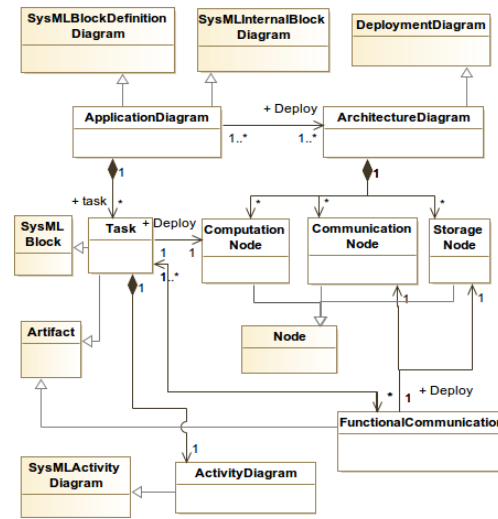 SysMLBlockDefinition
Diagram
SysMLInternalBlock
Diagram
DeploymentDiagram
ApplicationDiagram
+ Deploy
1..*
1..*
ArchitectureDiagram
1
1
+ task
*
*
*
*
SysML
Block
Task
+ Deploy
1
1
Computation
Node
Communication
Node
Storage
Node
1
1..*
1
1
Artifact
Node
*
1
+ Deploy
FunctionalCommunication
1
SysMLActivity
Diagram
ActivityDiagram